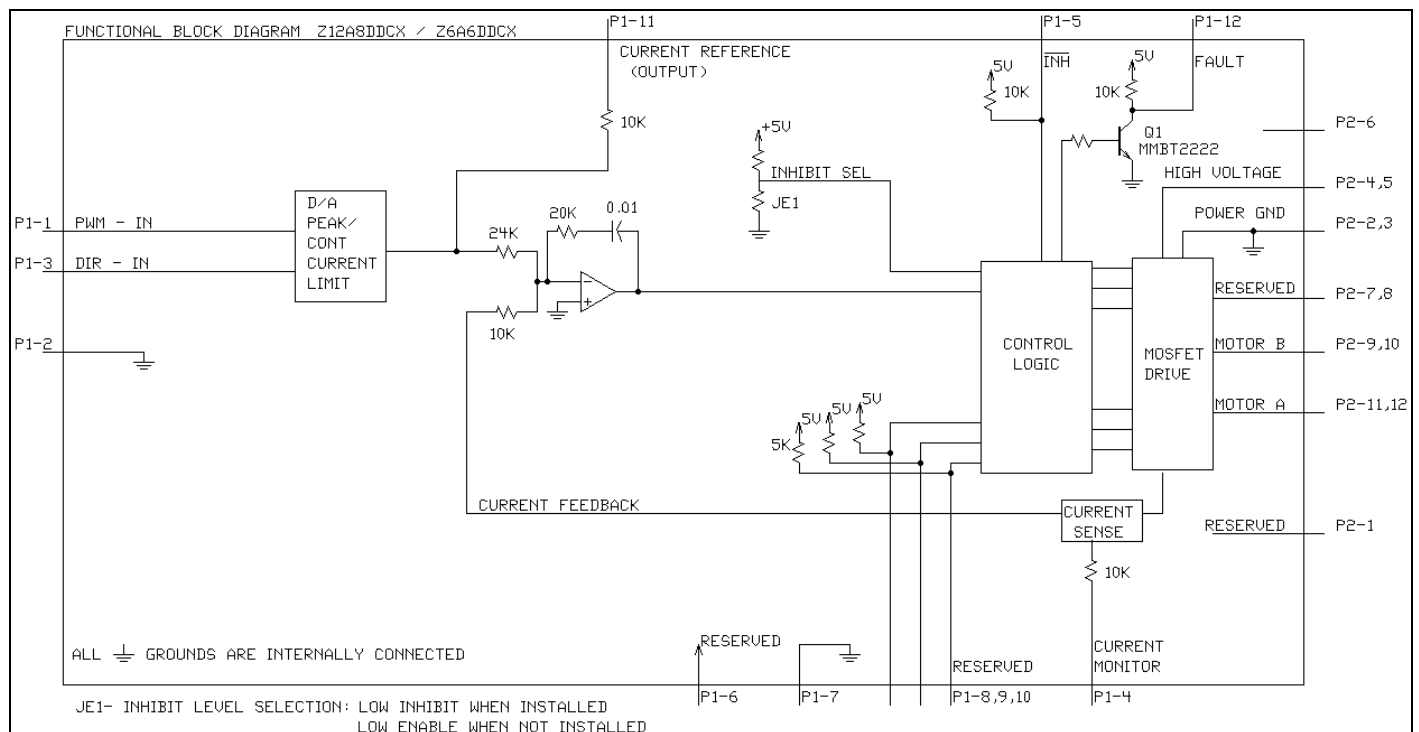 P1-11
P1-5
P1-12
FUNCTIONAL BLOCK DIAGRAM Z12A8DDCX / Z6A6DDCX
CURRENT REFERENCE
(OUTPUT)
INH
FAULT
5V
10K
5V
10K
10K
+5V
Q1
MMBT2222
P2-6
INHIBIT SEL
HIGH VOLTAGE
P2-4,5
JE1
D/A
PEAK/
CONT
CURRENT
LIMIT
P1-1
PWM - IN
20K
0.01
POWER GND
P2-2,3
24K
P1-3
DIR - IN
RESERVED
P2-7,8
10K
P1-2
CONTROL
LOGIC
MOSFET
DRIVE
MOTOR B
P2-9,10
MOTOR A
P2-11,12
5V
5V
5V
5K
CURRENT FEEDBACK
CURRENT
SENSE
RESERVED
P2-1
10K
ALL GROUNDS ARE INTERNALLY CONNECTED
RESERVED
RESERVED
CURRENT
MONITOR
P1-6
P1-7
P1-8,9,10
P1-4
JE1- INHIBIT LEVEL SELECTION: LOW INHIBIT WHEN INSTALLED
LOW ENABLE WHEN NOT INSTALLED